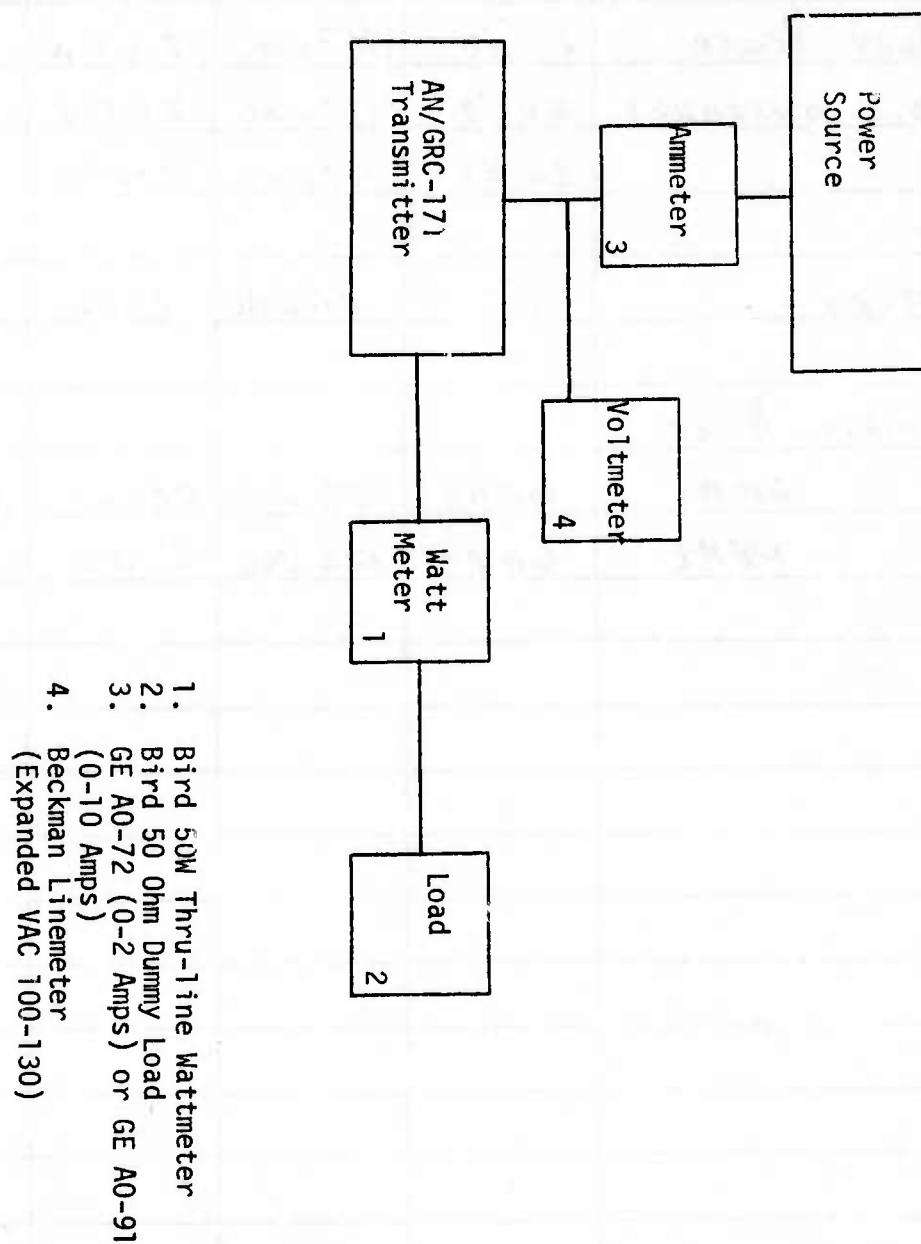 Power
Source
Ammeter
3
AN/GRC-171
Transmitter
Voltmeter
4
Watt
Meter
1
Load
2
1. Bird 50W Thru-line Wattmeter
2. Bird 50 Ohm Dummy Load
3. GE AO-72 (0-2 Amps) or GE AO-91
(0-10 Amps)
4. Beckman Linemeter
(Expanded VAC 100-130)